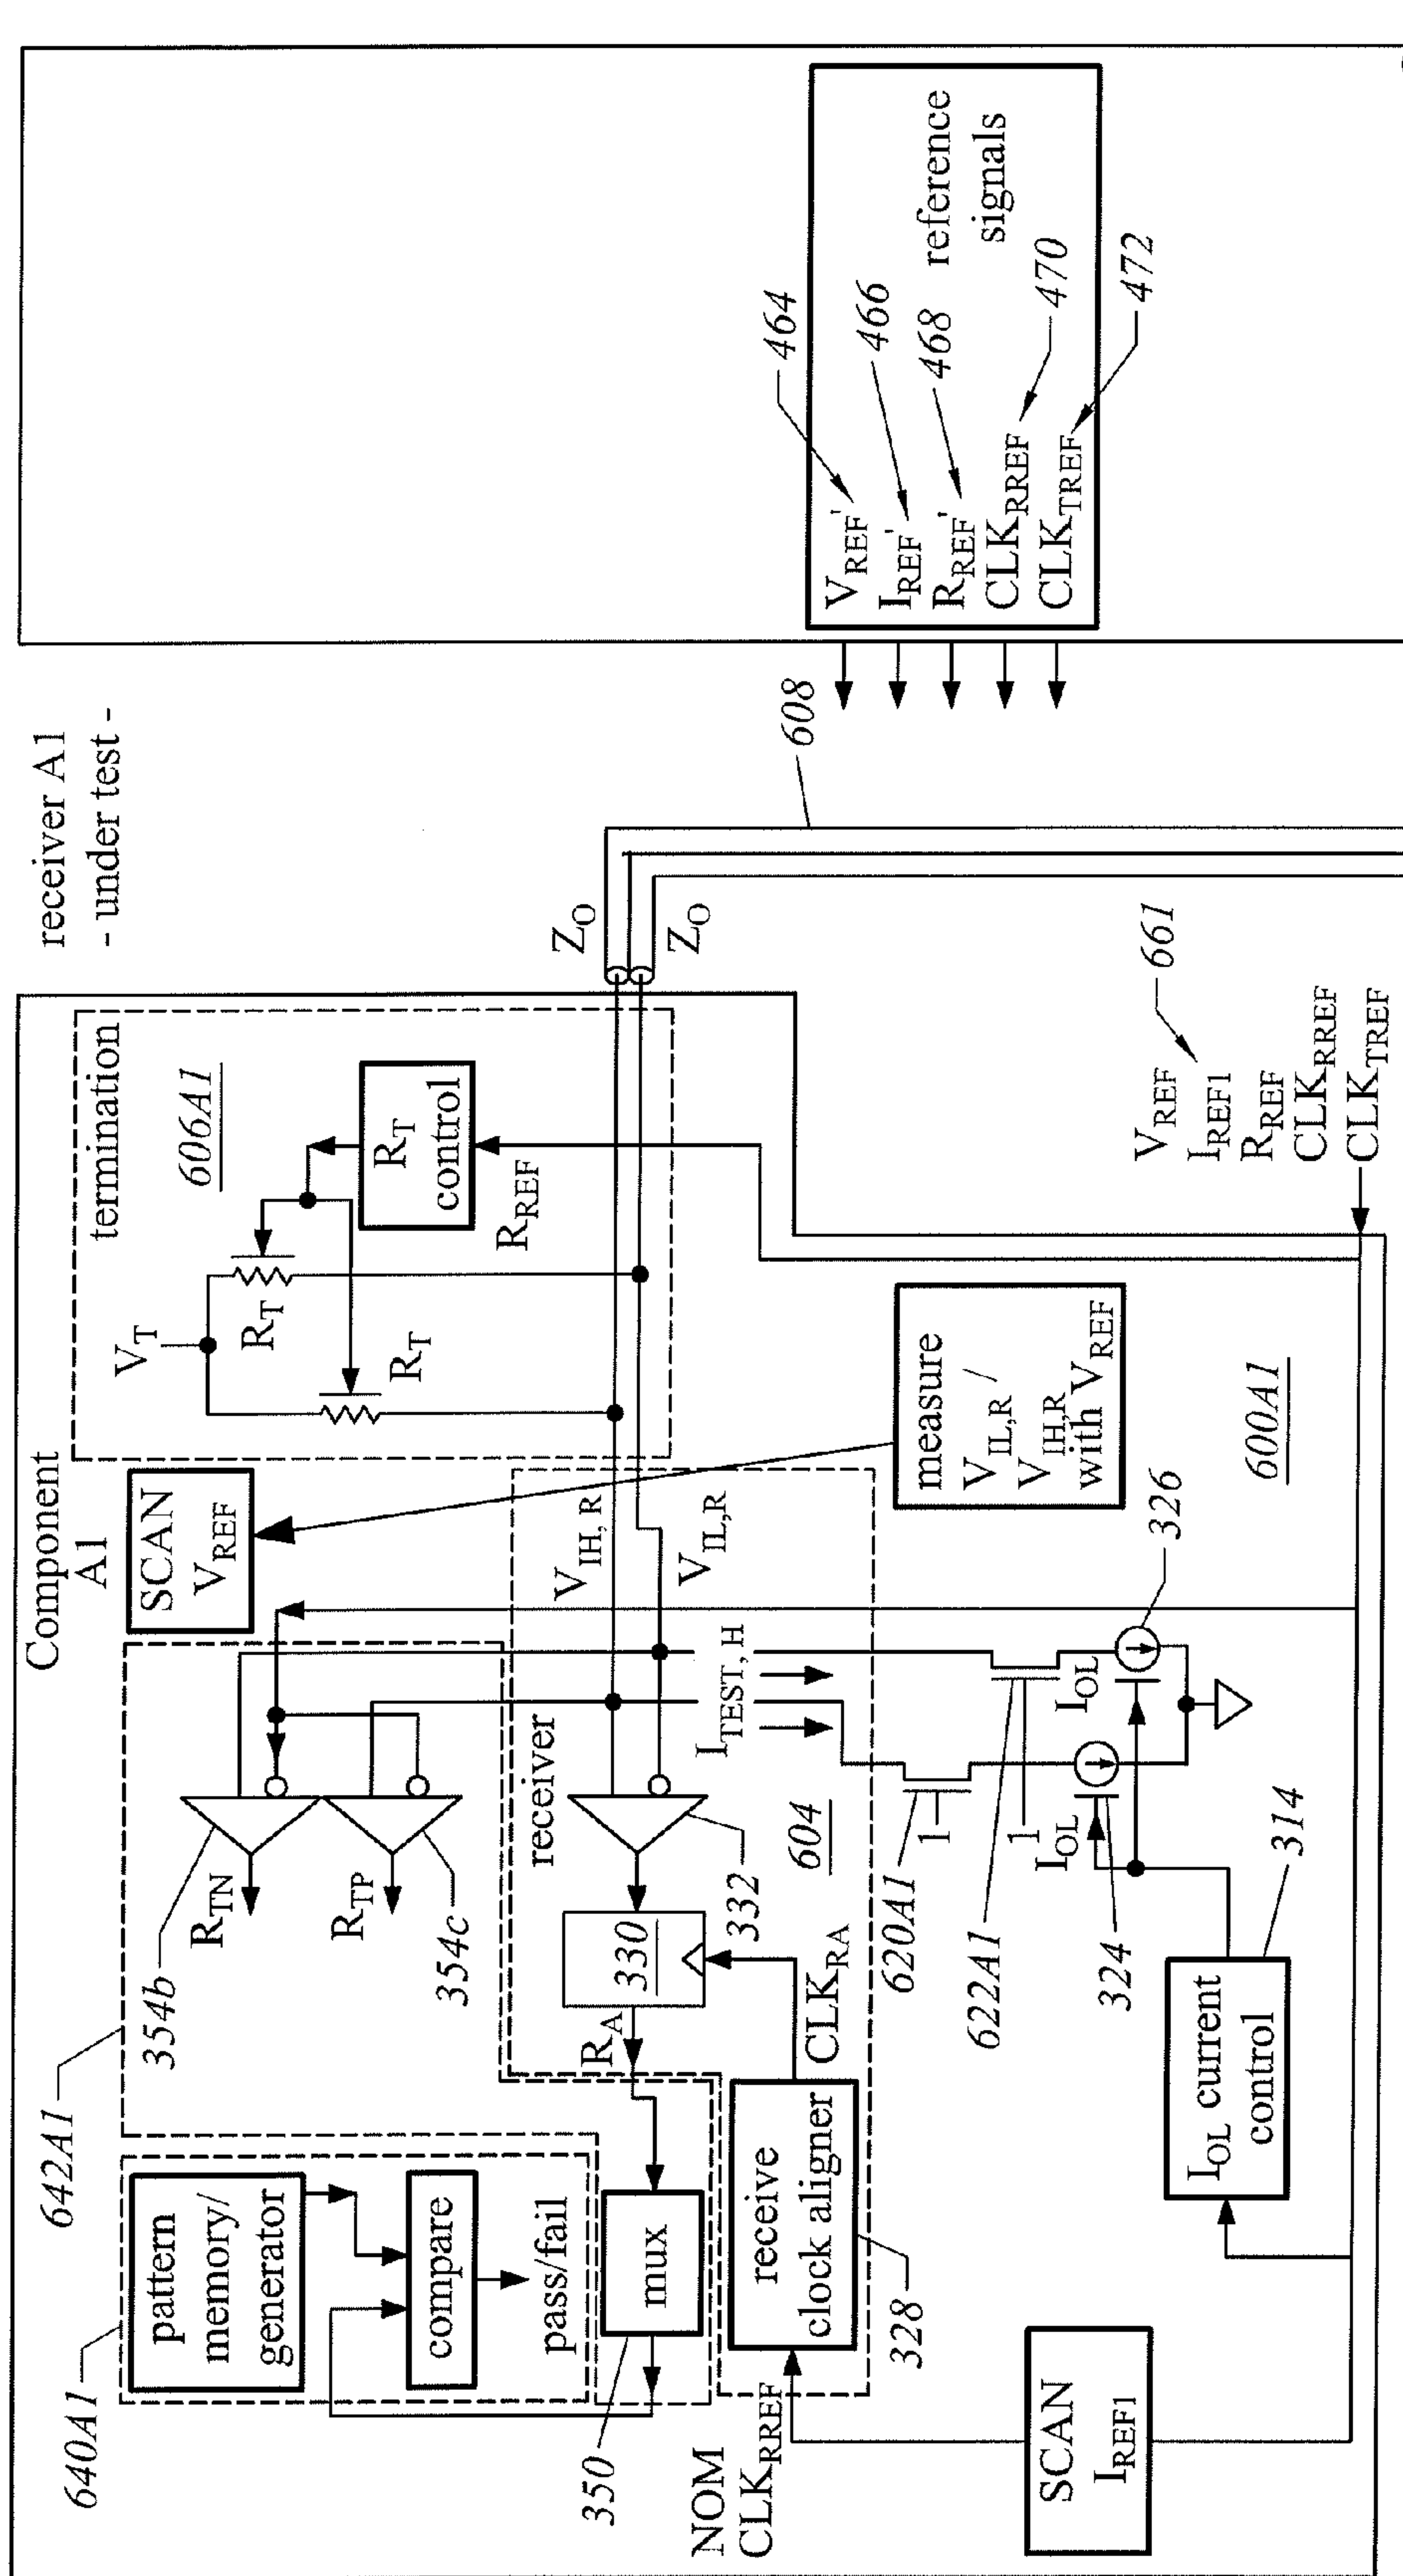 receiver A1
- under test -
Component
A1
640A1
642A1
pattern
memory/
generator
compare
pass/fail
350
mux
354b
354c
R_TN
R_TP
SCAN
V_REF
termination
606A1
V_T
R_T
R_T
R_T
control
R_REF
receiver
V_IH, R
V_IL,R
I_TEST, H
Z_O
Z_O
608
R_A
330
332
604
CLK_RA
receive
clock aligner
328
NOM
CLK_RREF
620A1
622A1
1
1
I_OL
I_OL
324
326
314
I_OL current
control
SCAN
I_REF1
measure
V_IL,R /
V_IH,R
with V_REF
600A1
V_REF
I_REF1
R_REF
CLK_RREF
CLK_TREF
661
V_REF'
I_REF'
R_REF'
CLK_RREF
CLK_TREF
reference
signals
464
466
468
470
472